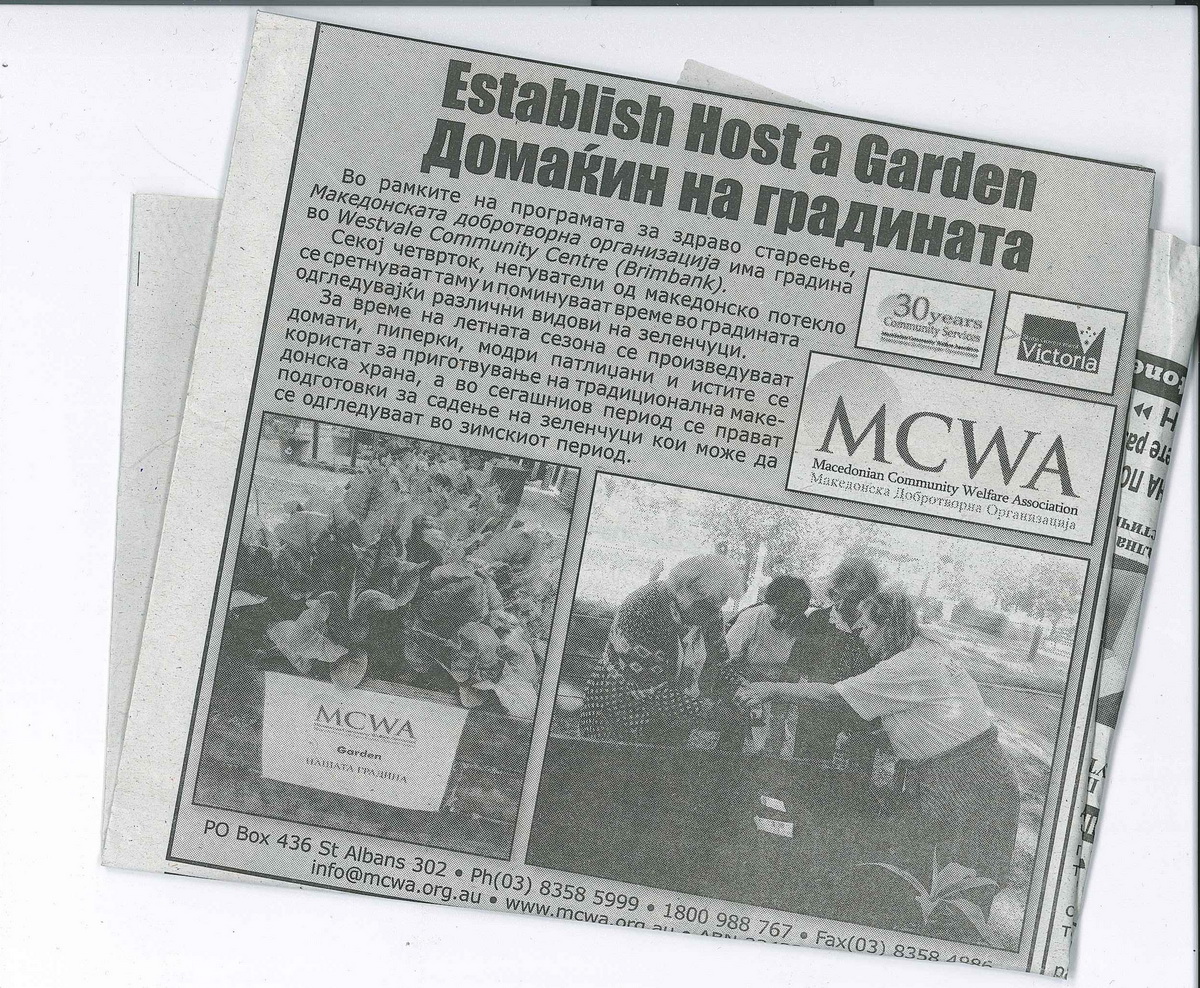 Establish Host a Garden
Домаќин на градината
Во рамките на програмата за здраво стареење,
Македонската добротворна организација има градина
во Westvale Community Centre (Brimbank).
Секој четврток, негуватели од македонско потекло
се сретнуваат таму и поминуваат време во градината
одгледувајќи различни видови на зеленчуци.
За време на летната сезона се произведуваат
домати, пиперки, модри патлиџани и истите се
користат за приготвување на традиционална маке-
донска храна, а во сегашниов период се прават
подготовки за садење на зеленчуци кои може да
се одгледуваат во зимскиот период.
30years
Community Services
Victoria
MCWA
Macedonian Community Welfare Association
Македонска Добротворна Организација
MCWA
Garden
НАШАТА ГРАДИНА
PO Box 436 St Albans 302 • Ph(03) 8358 5999 • 1800 988 767 • Fax(03) 8358 4886
info@mcwa.org.au • www.mcwa.org.au • ABN